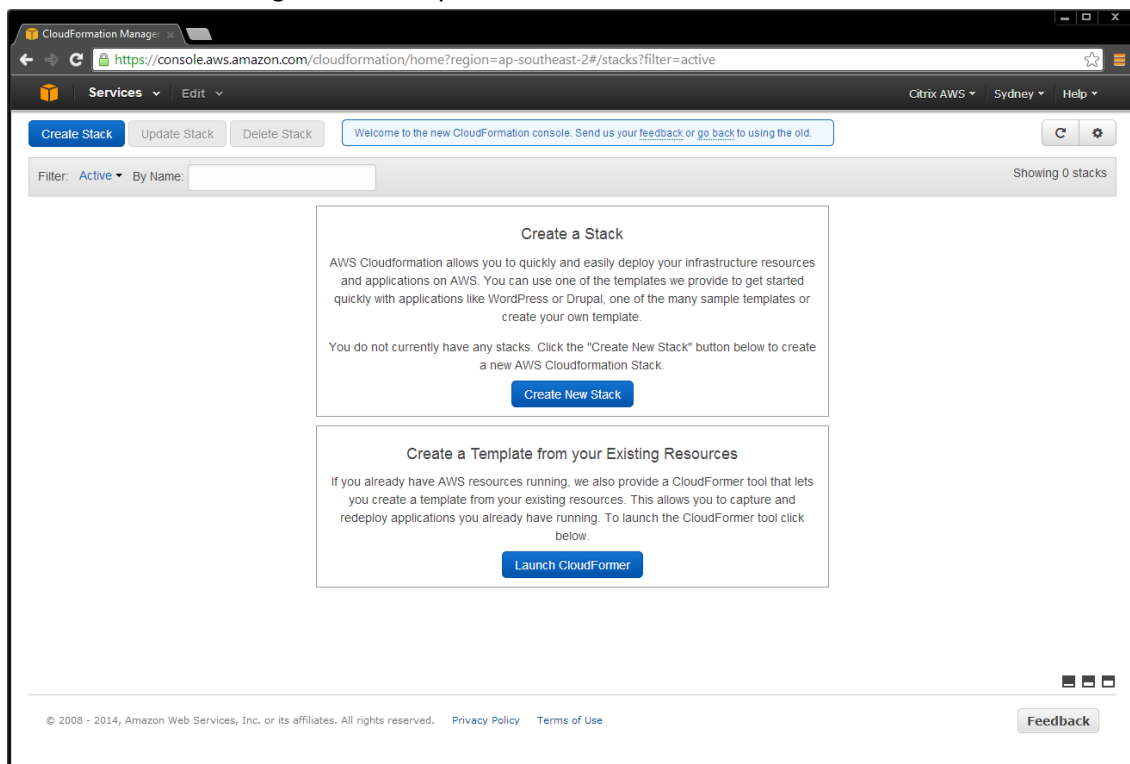 CloudFormation Manager
https://console.aws.amazon.com/cloudformation/home?region=ap-southeast-2#/stacks?filter=active
Services Edit Citrix AWS Sydney Help
Create Stack Update Stack Delete Stack Welcome to the new CloudFormation console. Send us your feedback or go back to using the old.
Filter: Active By Name: Showing 0 stacks
Create a Stack
AWS Cloudformation allows you to quickly and easily deploy your infrastructure resources
and applications on AWS. You can use one of the templates we provide to get started
quickly with applications like WordPress or Drupal, one of the many sample templates or
create your own template.
You do not currently have any stacks. Click the "Create New Stack" button below to create
a new AWS Cloudformation Stack.
Create New Stack
Create a Template from your Existing Resources
If you already have AWS resources running, we also provide a CloudFormer tool that lets
you create a template from your existing resources. This allows you to capture and
redeploy applications you already have running. To launch the CloudFormer tool click
below.
Launch CloudFormer
© 2008 - 2014, Amazon Web Services, Inc. or its affiliates. All rights reserved. Privacy Policy Terms of Use Feedback